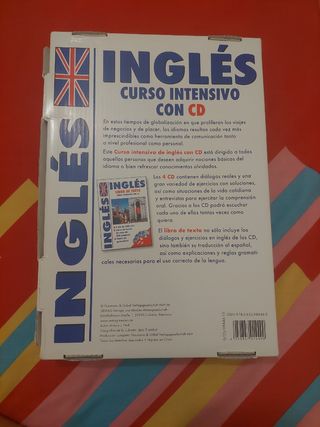 INGLÉS
INGLÉS
CURSO INTENSIVO
CON CD
En estos tiempos de globalización en que proliferan los viajes
de negocios y de placer, los idiomas resultan cada vez más
imprescindibles como herramienta de comunicación tanto
a nivel profesional como personal.
Este Curso intensivo de inglés con CD está dirigido a todas
aquellas personas que deseen adquirir nociones básicas del
idioma o bien refrescar conocimientos olvidados.
Los 4 CD contienen diálogos reales y una
gran variedad de ejercicios con soluciones,
así como situaciones de la vida cotidiana
y entrevistas para ejercitar la comprensión
oral. Gracias a los CD podrá escuchar
cada uno de ellos tantas veces como
quiera.
INGLÉS
LIBRO DE TEXTO
INGLÉS
El libro de texto no sólo incluye los
diálogos y ejercicios en inglés de los CD,
sino también su traducción al español,
así como explicaciones y reglas gramati-
cales necesarias para el uso correcto de la lengua.